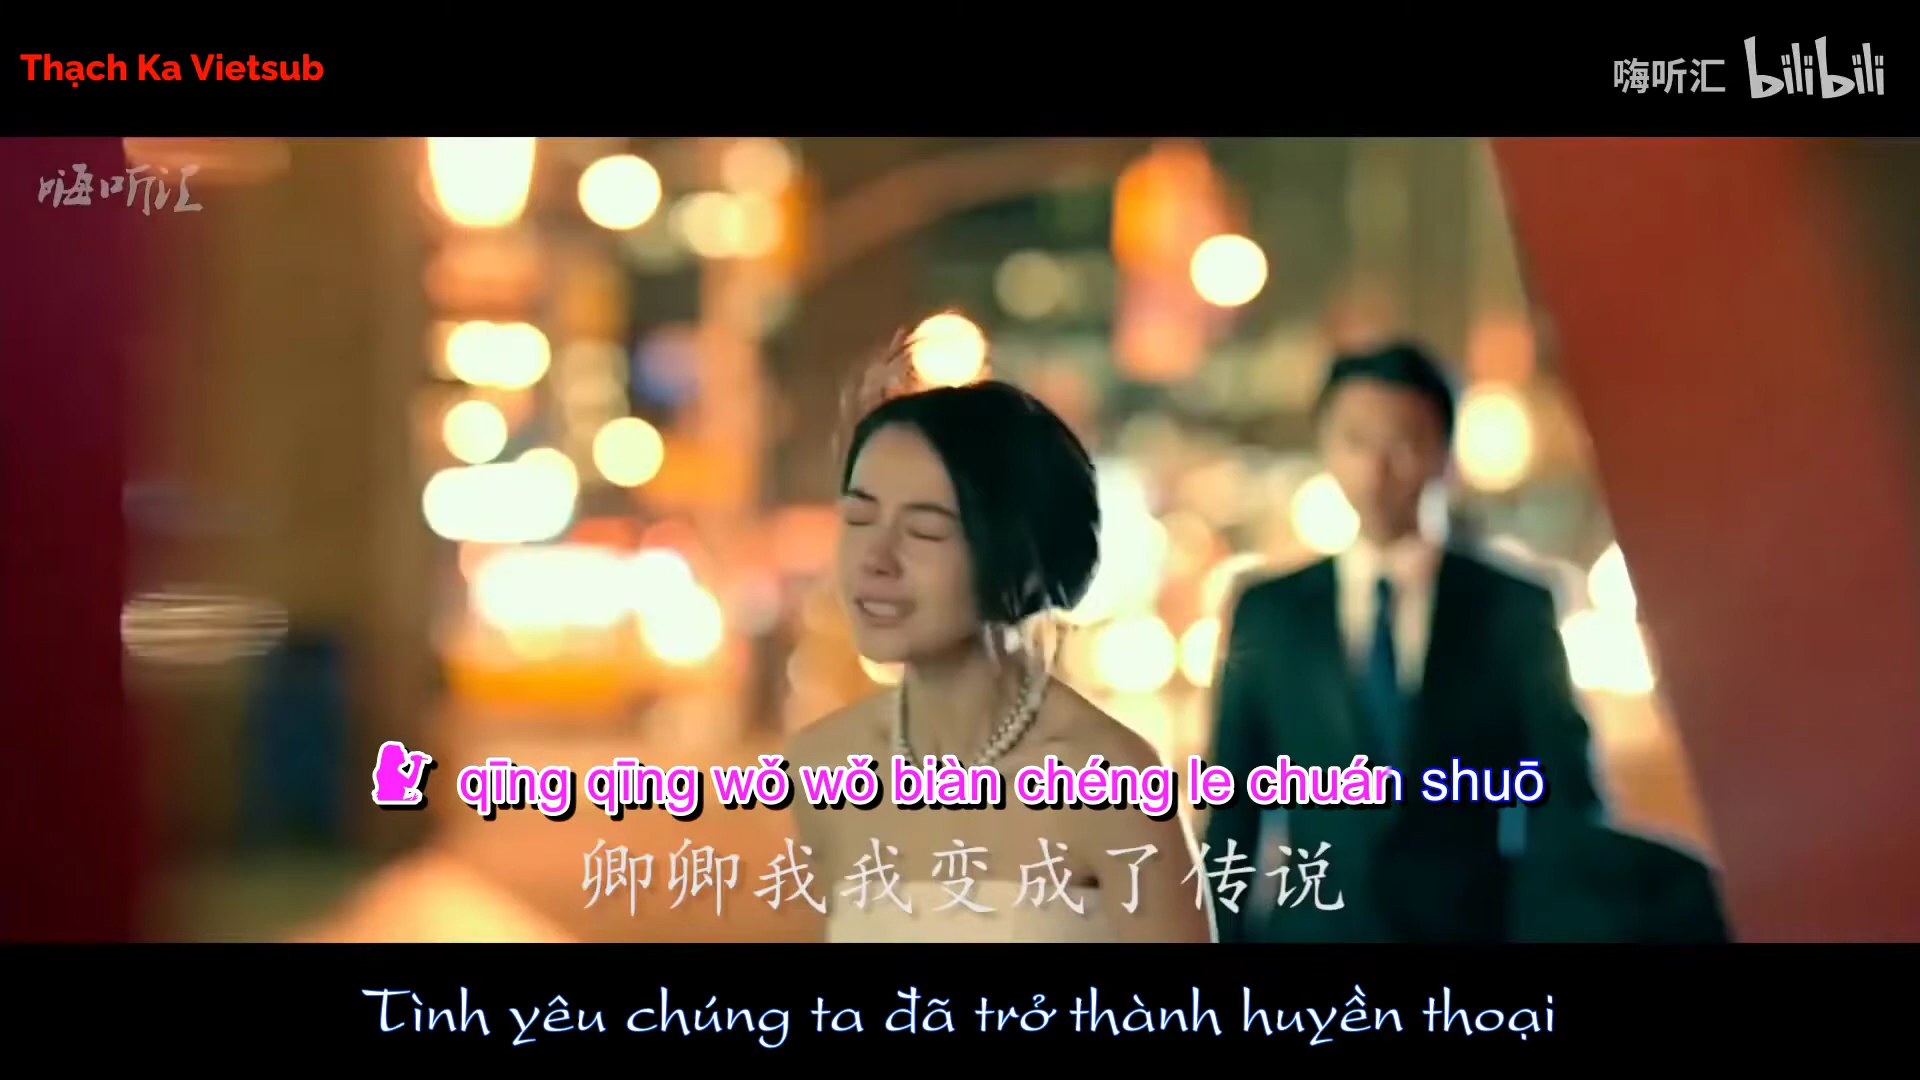 Thạch Ka Vietsub
嗨听汇 bilibili
嗨听汇
qīng qīng wǒ wǒ biàn chéng le chuán shuō
卿卿我我变成了传说
Tình yêu chúng ta đã trở thành huyền thoại